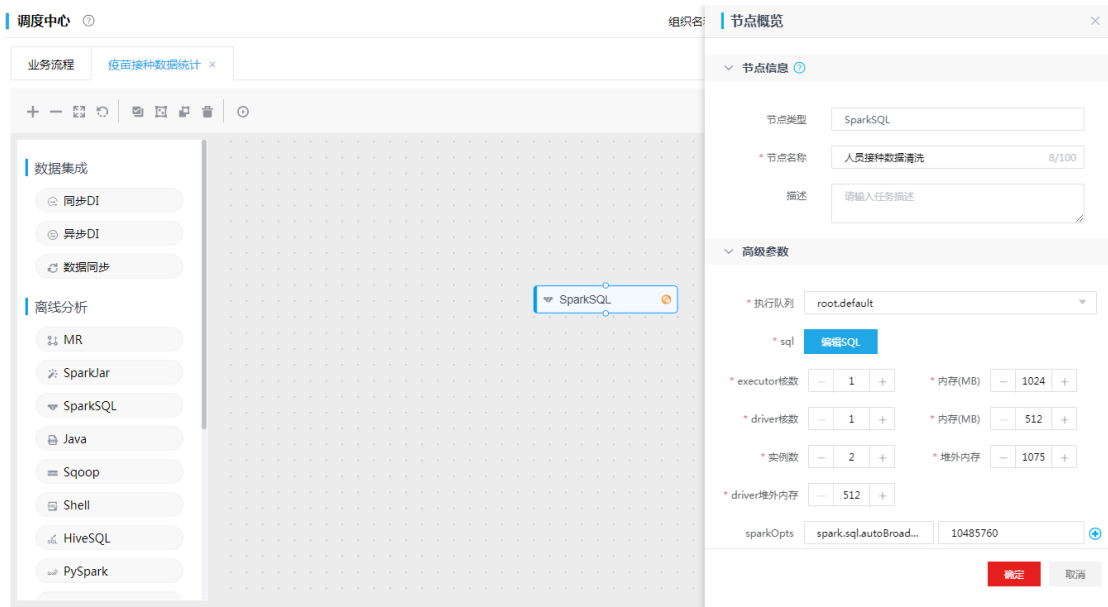 调度中心
组织名
业务流程
疫苗接种数据统计 ×
数据集成
同步DI
异步DI
数据同步
离线分析
MR
SparkJar
SparkSQL
Java
Sqoop
Shell
HiveSQL
PySpark
SparkSQL
节点概览
节点信息
节点类型 SparkSQL
* 节点名称 人员接种数据清洗 8/100
描述 请输入任务描述
高级参数
* 执行队列 root.default
* sql 编辑SQL
* executor核数 − 1 + * 内存(MB) − 1024 +
* driver核数 − 1 + * 内存(MB) − 512 +
* 实例数 − 2 + * 堆外内存 − 1075 +
* driver堆外内存 − 512 +
sparkOpts spark.sql.autoBroad... 10485760
确定 取消